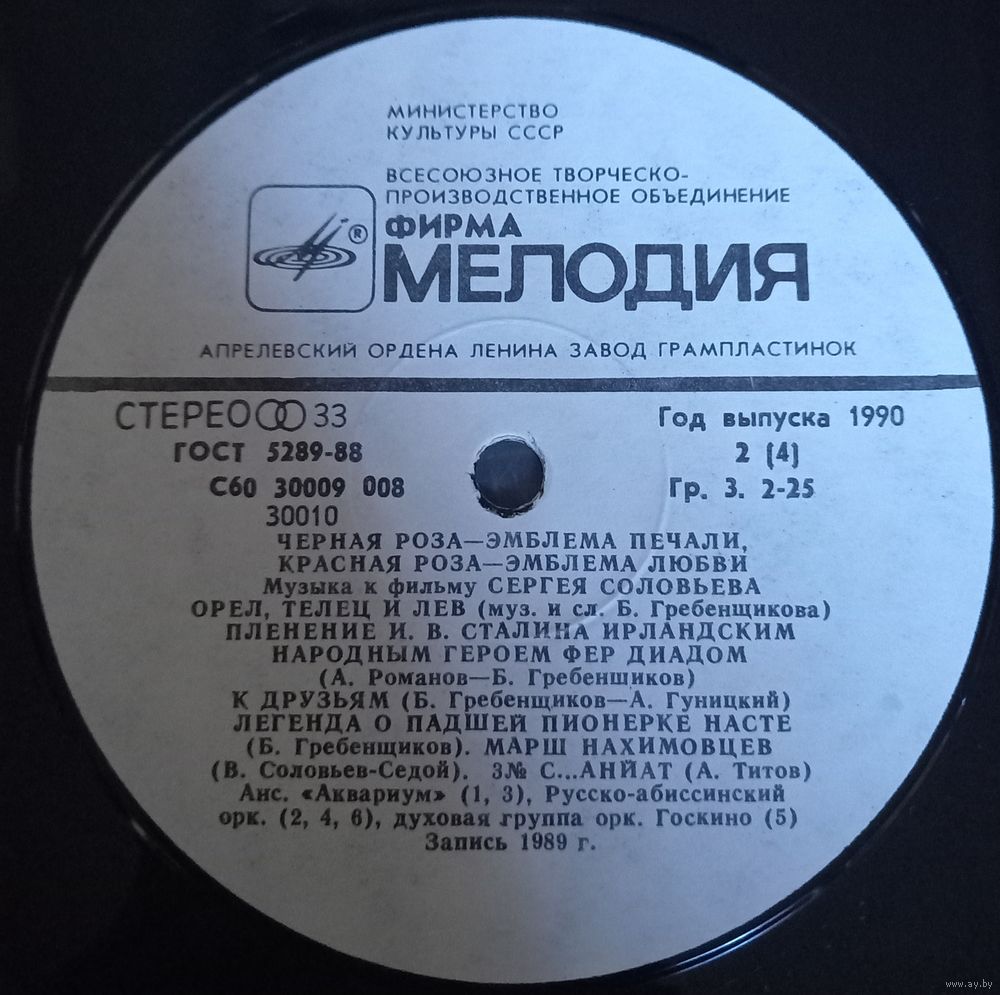 МИНИСТЕРСТВО
КУЛЬТУРЫ СССР
ВСЕСОЮЗНОЕ ТВОРЧЕСКО-
ПРОИЗВОДСТВЕННОЕ ОБЪЕДИНЕНИЕ
ФИРМА
®
МЕЛОДИЯ
АПРЕЛЕВСКИЙ ОРДЕНА ЛЕНИНА ЗАВОД ГРАМПЛАСТИНОК
СТЕРЕО 33 Год выпуска 1990
ГОСТ 5289-88 2 (4)
С60 30009 008 Гр. 3. 2-25
30010
ЧЕРНАЯ РОЗА—ЭМБЛЕМА ПЕЧАЛИ,
КРАСНАЯ РОЗА—ЭМБЛЕМА ЛЮБВИ
Музыка к фильму СЕРГЕЯ СОЛОВЬЕВА
ОРЕЛ, ТЕЛЕЦ И ЛЕВ (муз. и сл. Б. Гребенщикова)
ПЛЕНЕНИЕ И. В. СТАЛИНА ИРЛАНДСКИМ
НАРОДНЫМ ГЕРОЕМ ФЕР ДИАДОМ
(А. Романов—Б. Гребенщиков)
К ДРУЗЬЯМ (Б. Гребенщиков—А. Гуницкий)
ЛЕГЕНДА О ПАДШЕЙ ПИОНЕРКЕ НАСТЕ
(Б. Гребенщиков). МАРШ НАХИМОВЦЕВ
(В. Соловьев-Седой). 3№ С...АНЙАТ (А. Титов)
Анс. «Аквариум» (1, 3), Русско-абиссинский
орк. (2, 4, 6), духовая группа орк. Госкино (5)
Запись 1989 г.
www.ay.by